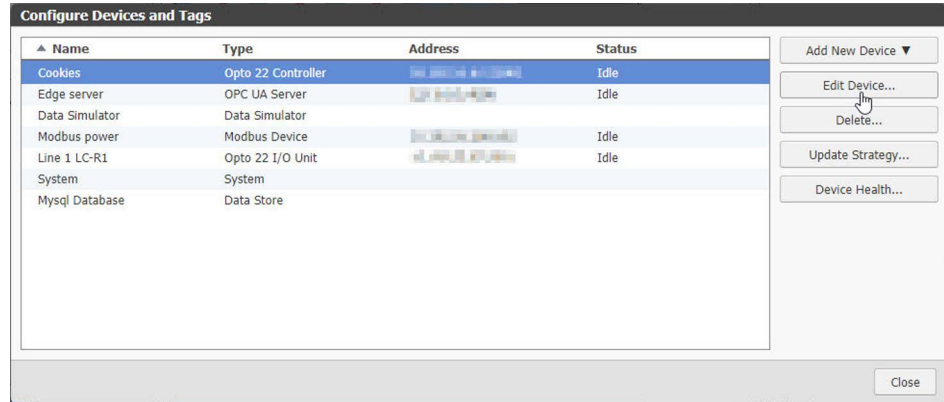 Configure Devices and Tags
▲ Name Type Address Status
Cookies Opto 22 Controller Idle
Edge server OPC UA Server Idle
Data Simulator Data Simulator
Modbus power Modbus Device Idle
Line 1 LC-R1 Opto 22 I/O Unit Idle
System System
Mysql Database Data Store
Add New Device ▼
Edit Device...
Delete...
Update Strategy...
Device Health...
Close